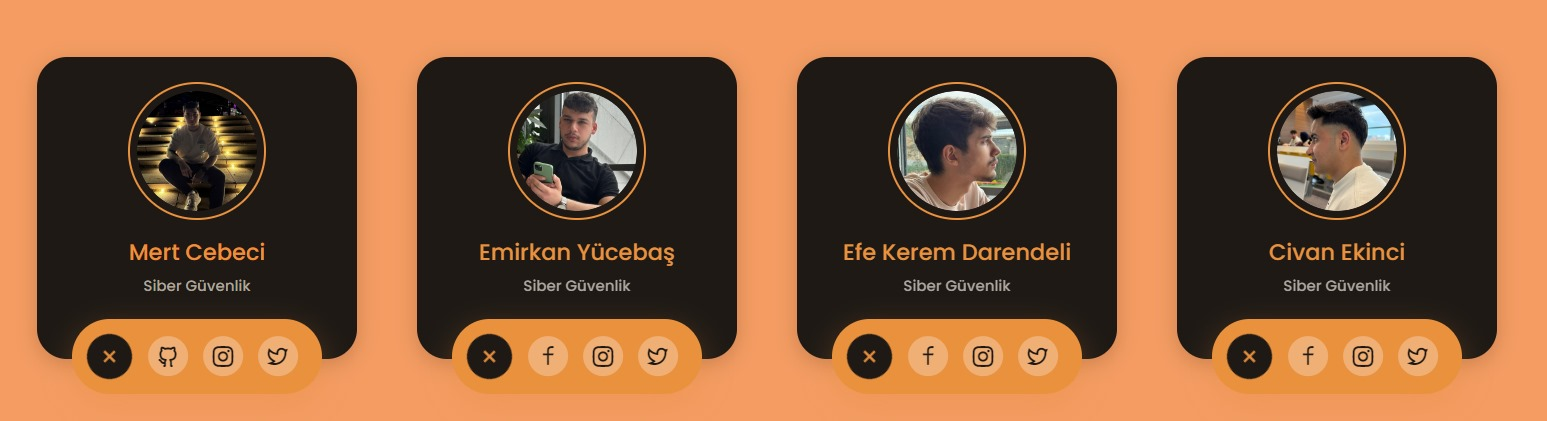 Mert Cebeci
Siber Güvenlik
Emirkan Yücebaş
Siber Güvenlik
Efe Kerem Darendeli
Siber Güvenlik
Civan Ekinci
Siber Güvenlik